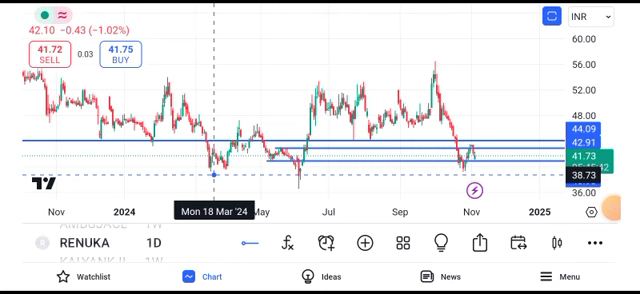 INR
42.10 −0.43 (−1.02%)
60.00
41.72
SELL
0.03
41.75
BUY
56.00
52.00
48.00
44.09
42.91
41.73
38.73
36.00
Nov
2024
Mon 18 Mar '24
May
Jul
Sep
Nov
2025
RENUKA
1D
Watchlist
Chart
Ideas
News
Menu